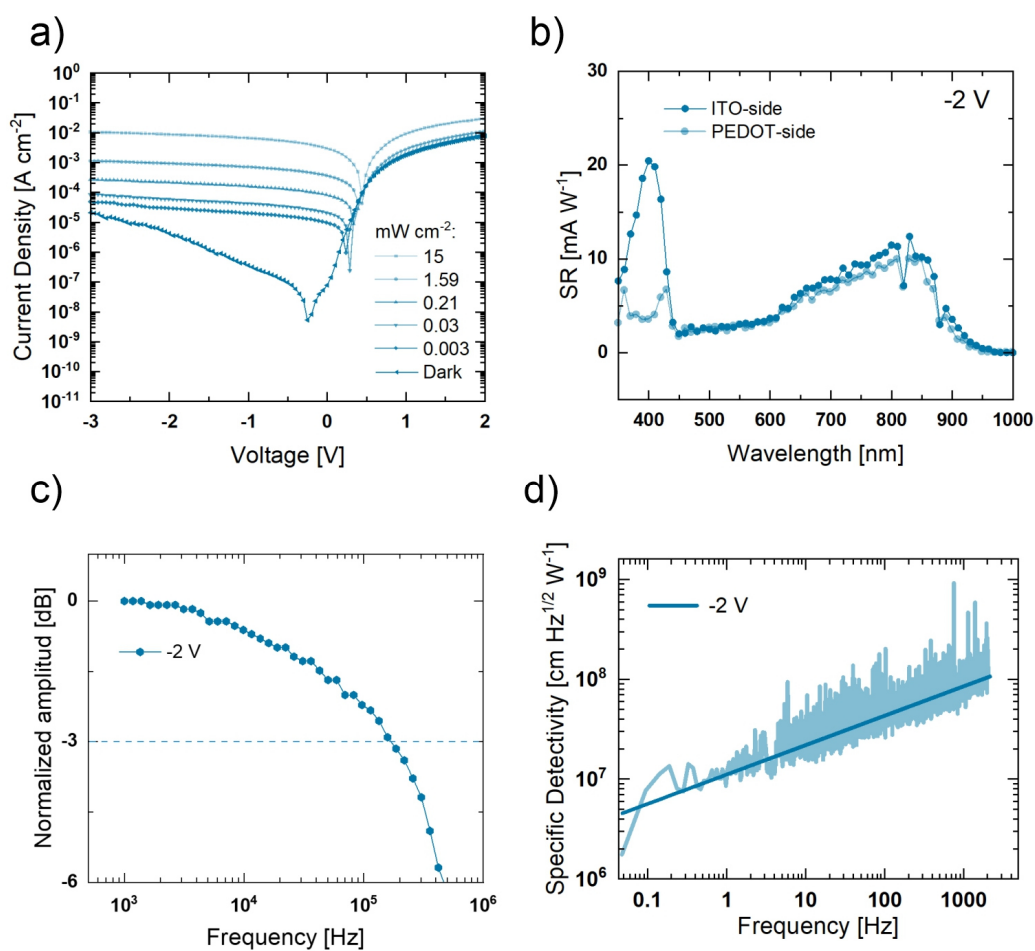 a)
10⁰
10⁻¹
10⁻²
10⁻³
10⁻⁴
10⁻⁵
10⁻⁶
10⁻⁷
10⁻⁸
10⁻⁹
10⁻¹⁰
10⁻¹¹
Current Density [A cm⁻²]
mW cm⁻²:
15
1.59
0.21
0.03
0.003
Dark
-3 -2 -1 0 1 2
Voltage [V]
b)
30
20
10
0
SR [mA W⁻¹]
-2 V
ITO-side
PEDOT-side
400 500 600 700 800 900 1000
Wavelength [nm]
c)
0
-3
-6
Normalized amplitud [dB]
-2 V
10³ 10⁴ 10⁵ 10⁶
Frequency [Hz]
d)
10⁹
10⁸
10⁷
10⁶
Specific Detectivity [cm Hz¹ᐟ² W⁻¹]
-2 V
0.1 1 10 100 1000
Frequency [Hz]